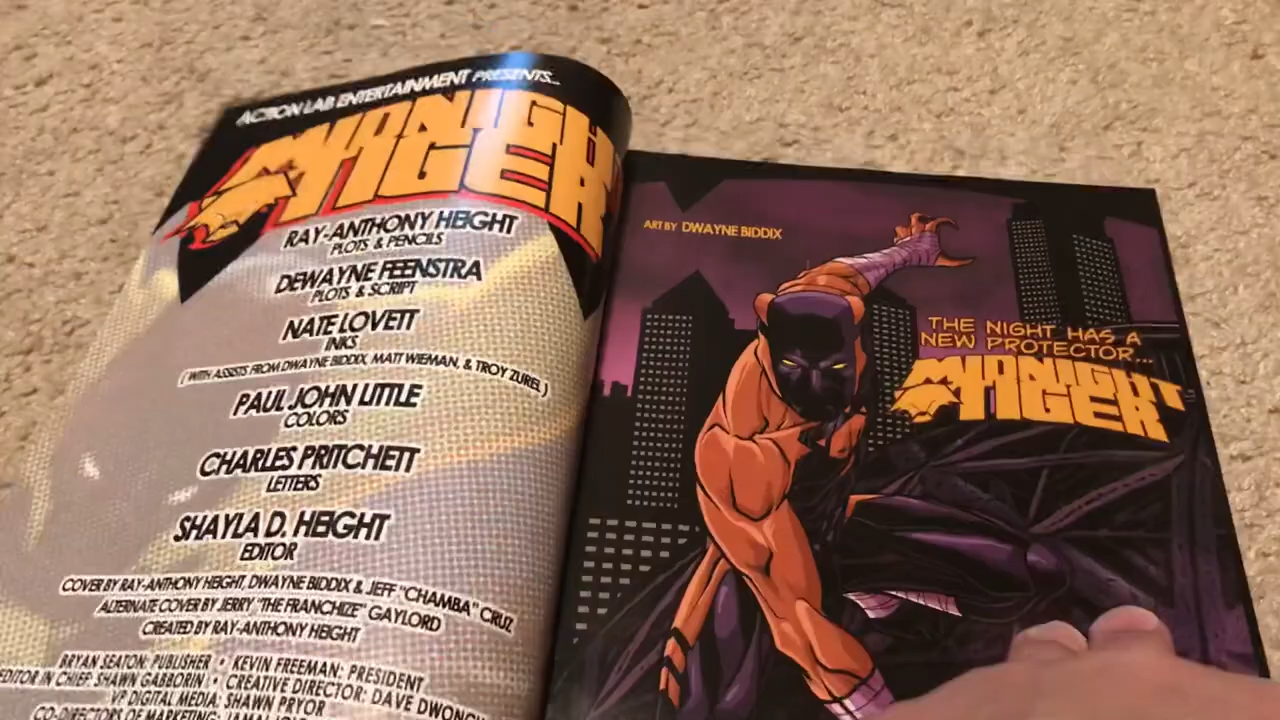 ACTION LAB ENTERTAINMENT PRESENTS...
MIDNIGHT
TIGER
RAY-ANTHONY HEIGHT
PLOTS & PENCILS
DEWAYNE FEENSTRA
PLOTS & SCRIPT
NATE LOVETT
INKS
(WITH ASSISTS FROM DWAYNE BIDDIX, MATT WIEMAN, & TROY ZUREL)
PAUL JOHN LITTLE
COLORS
CHARLES PRITCHETT
LETTERS
SHAYLA D. HEIGHT
EDITOR
COVER BY RAY-ANTHONY HEIGHT, DWAYNE BIDDIX & JEFF "CHAMBA" CRUZ
ALTERNATE COVER BY JERRY "THE FRANCHIZE" GAYLORD
CREATED BY RAY-ANTHONY HEIGHT
BRYAN SEATON: PUBLISHER • KEVIN FREEMAN: PRESIDENT
EDITOR IN CHIEF: SHAWN GABBORIN • CREATIVE DIRECTOR: DAVE DWONCH
VP DIGITAL MEDIA: SHAWN PRYOR
CO-DIRECTORS OF MARKETING: JAMAL
ART BY DWAYNE BIDDIX
THE NIGHT HAS A
NEW PROTECTOR...
MIDNIGHT
TIGER